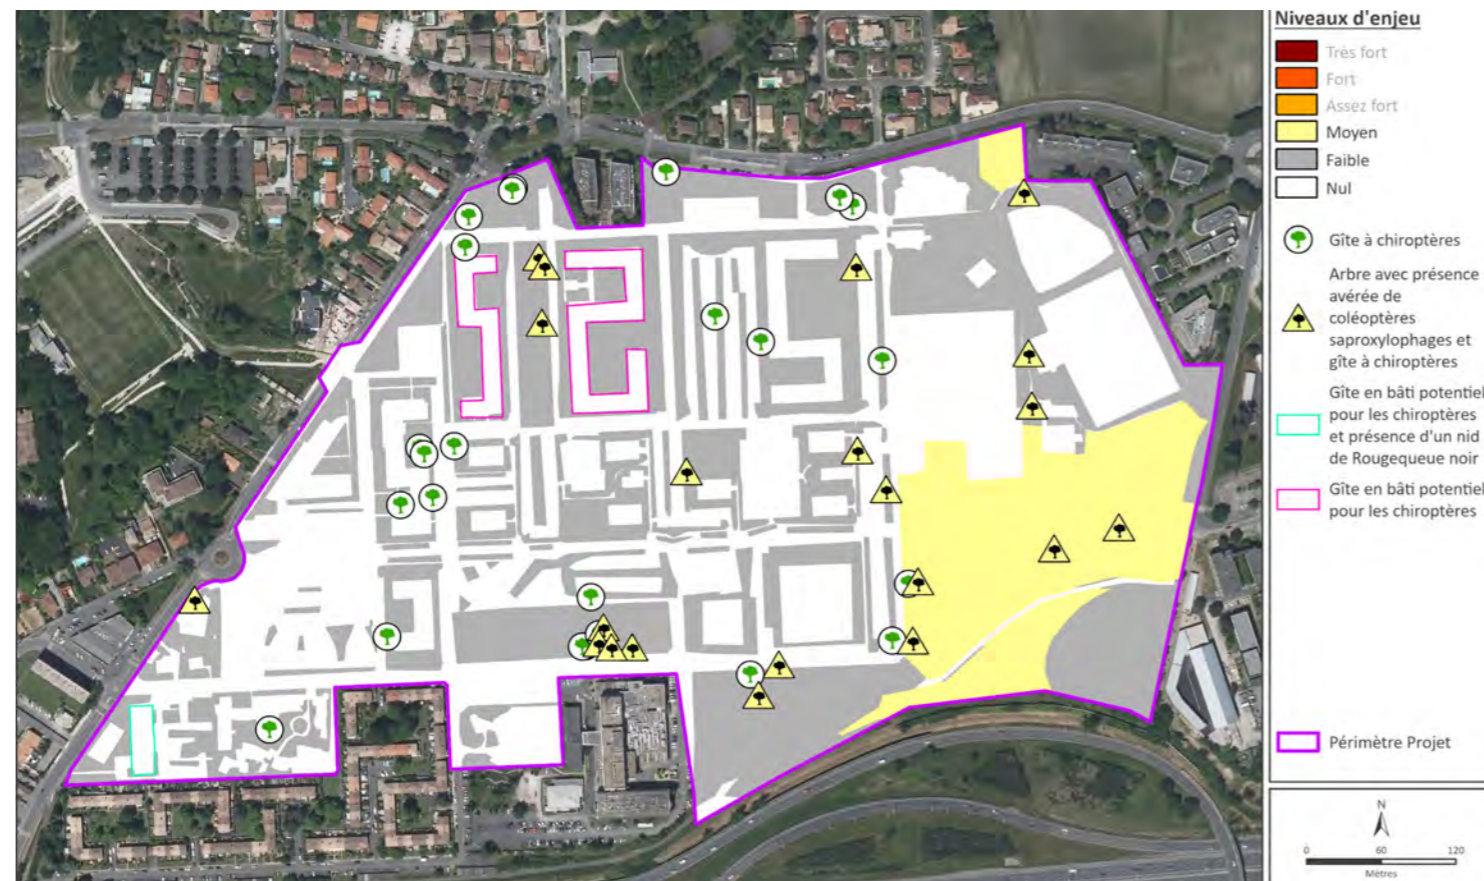 Niveaux d'enjeu
Très fort
Fort
Assez fort
Moyen
Faible
Nul
Gîte à chiroptères
Arbre avec présence
avérée de
coléoptères
saproxylophages et
gîte à chiroptères
Gîte en bâti potentiel
pour les chiroptères
et présence d'un nid
de Rougequeue noir
Gîte en bâti potentiel
pour les chiroptères
Périmètre Projet
N
0 60 120
Mètres